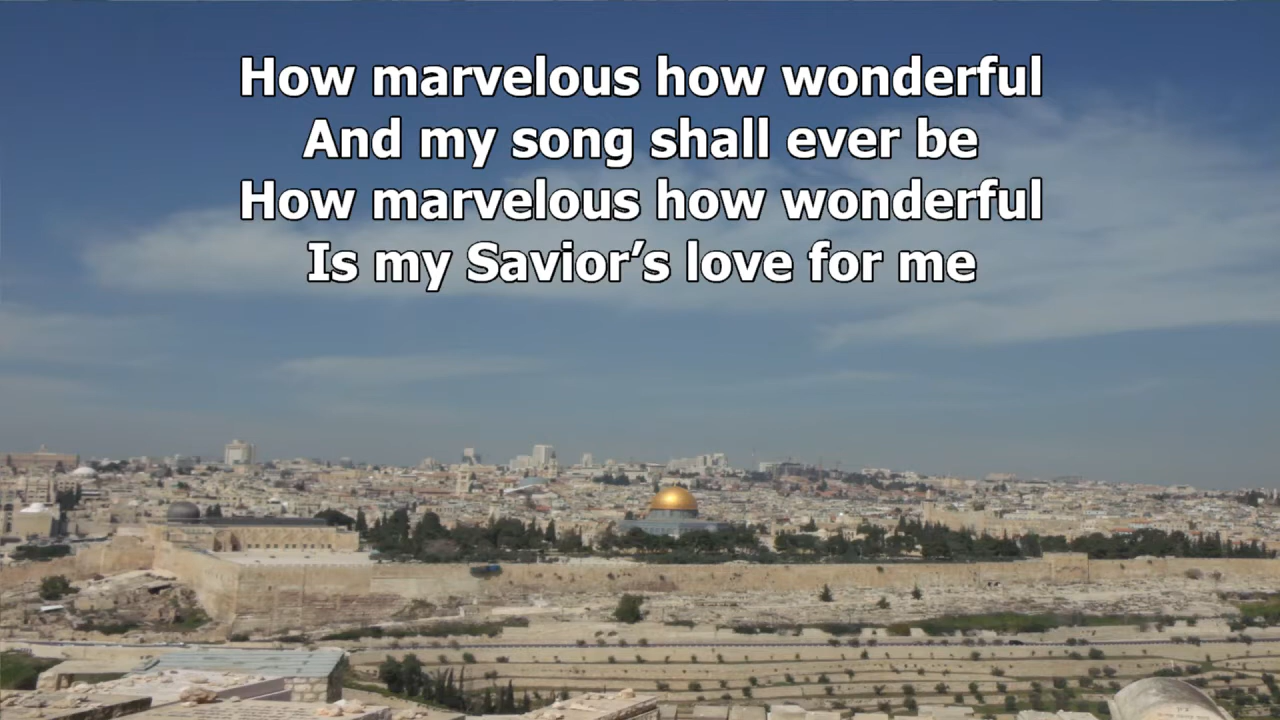 How marvelous how wonderful
And my song shall ever be
How marvelous how wonderful
Is my Savior’s love for me